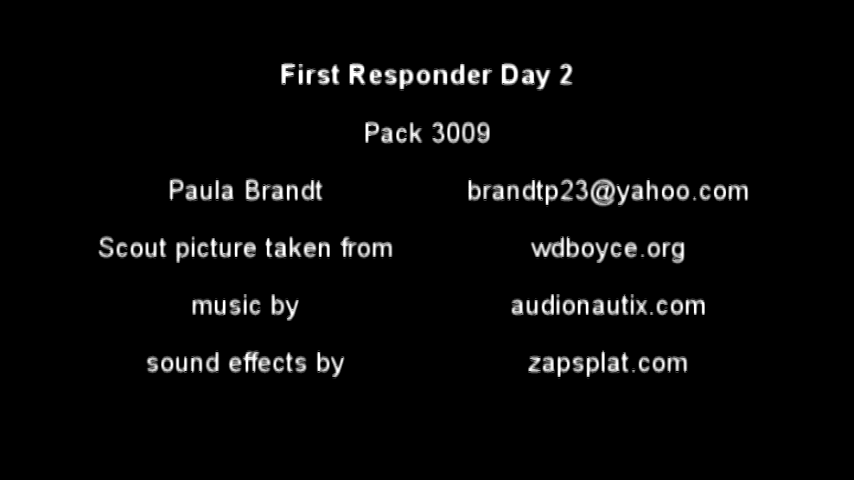 First Responder Day 2
Pack 3009
Paula Brandt brandtp23@yahoo.com
Scout picture taken from wdboyce.org
music by audionautix.com
sound effects by zapsplat.com